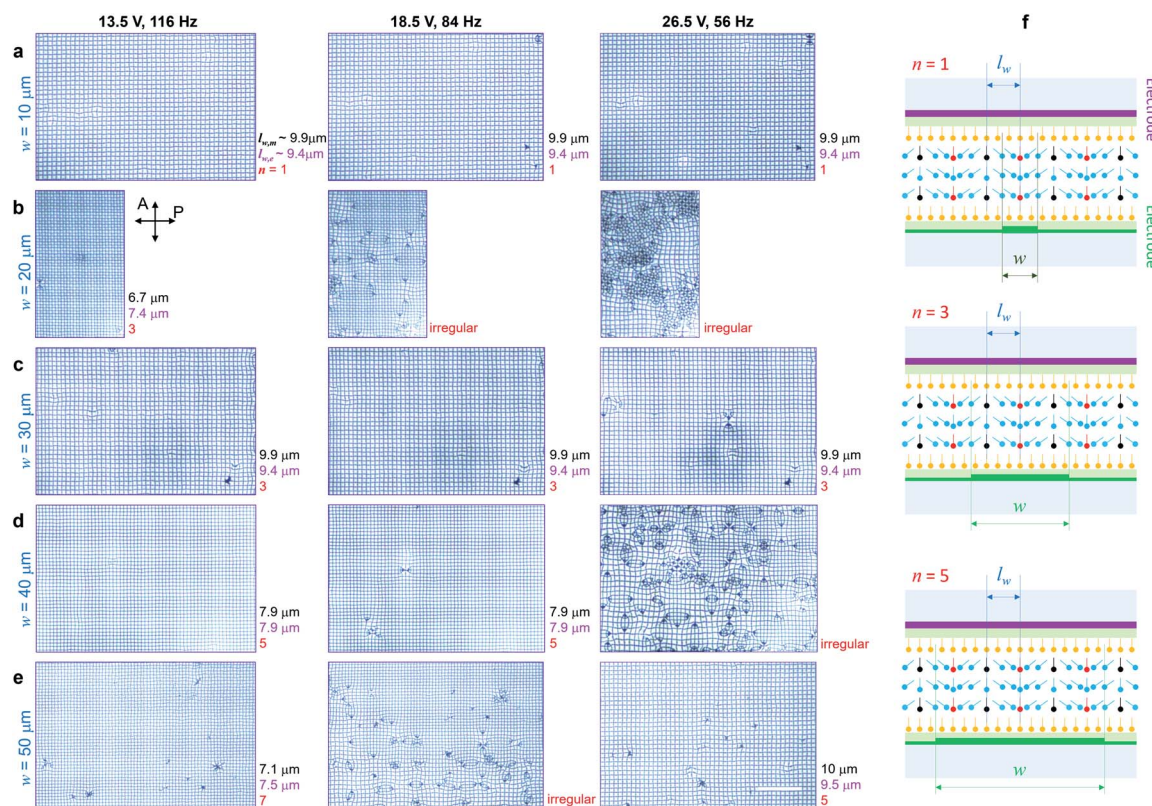 13.5 V, 116 Hz
18.5 V, 84 Hz
26.5 V, 56 Hz
f
a
w = 10 μm
l_w,m ~ 9.9μm
l_w,e ~ 9.4μm
n = 1
9.9 μm
9.4 μm
1
9.9 μm
9.4 μm
1
b
w = 20 μm
A
P
6.7 μm
7.4 μm
3
irregular
irregular
c
w = 30 μm
9.9 μm
9.4 μm
3
9.9 μm
9.4 μm
3
9.9 μm
9.4 μm
3
d
w = 40 μm
7.9 μm
7.9 μm
5
7.9 μm
7.9 μm
5
irregular
e
w = 50 μm
7.1 μm
7.5 μm
7
irregular
10 μm
9.5 μm
5
n = 1
l_w
Electrode
Electrode
w
n = 3
l_w
w
n = 5
l_w
w